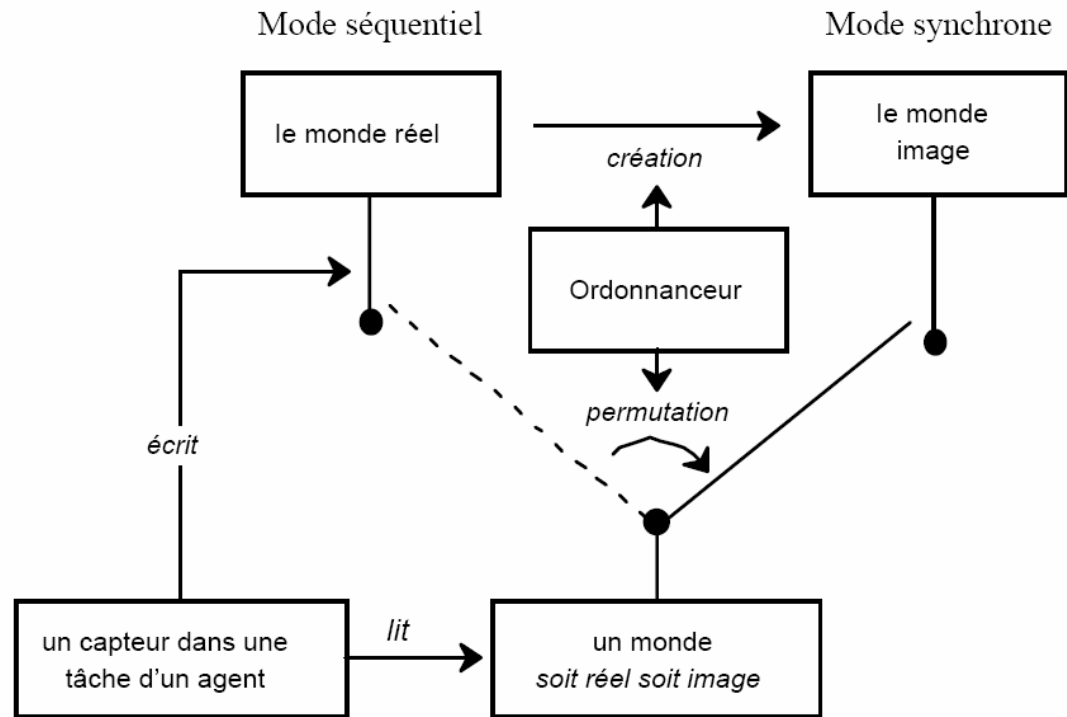 Mode séquentiel
Mode synchrone
le monde réel
le monde
image
création
Ordonnanceur
permutation
écrit
un capteur dans une
tâche d'un agent
lit
un monde
soit réel soit image